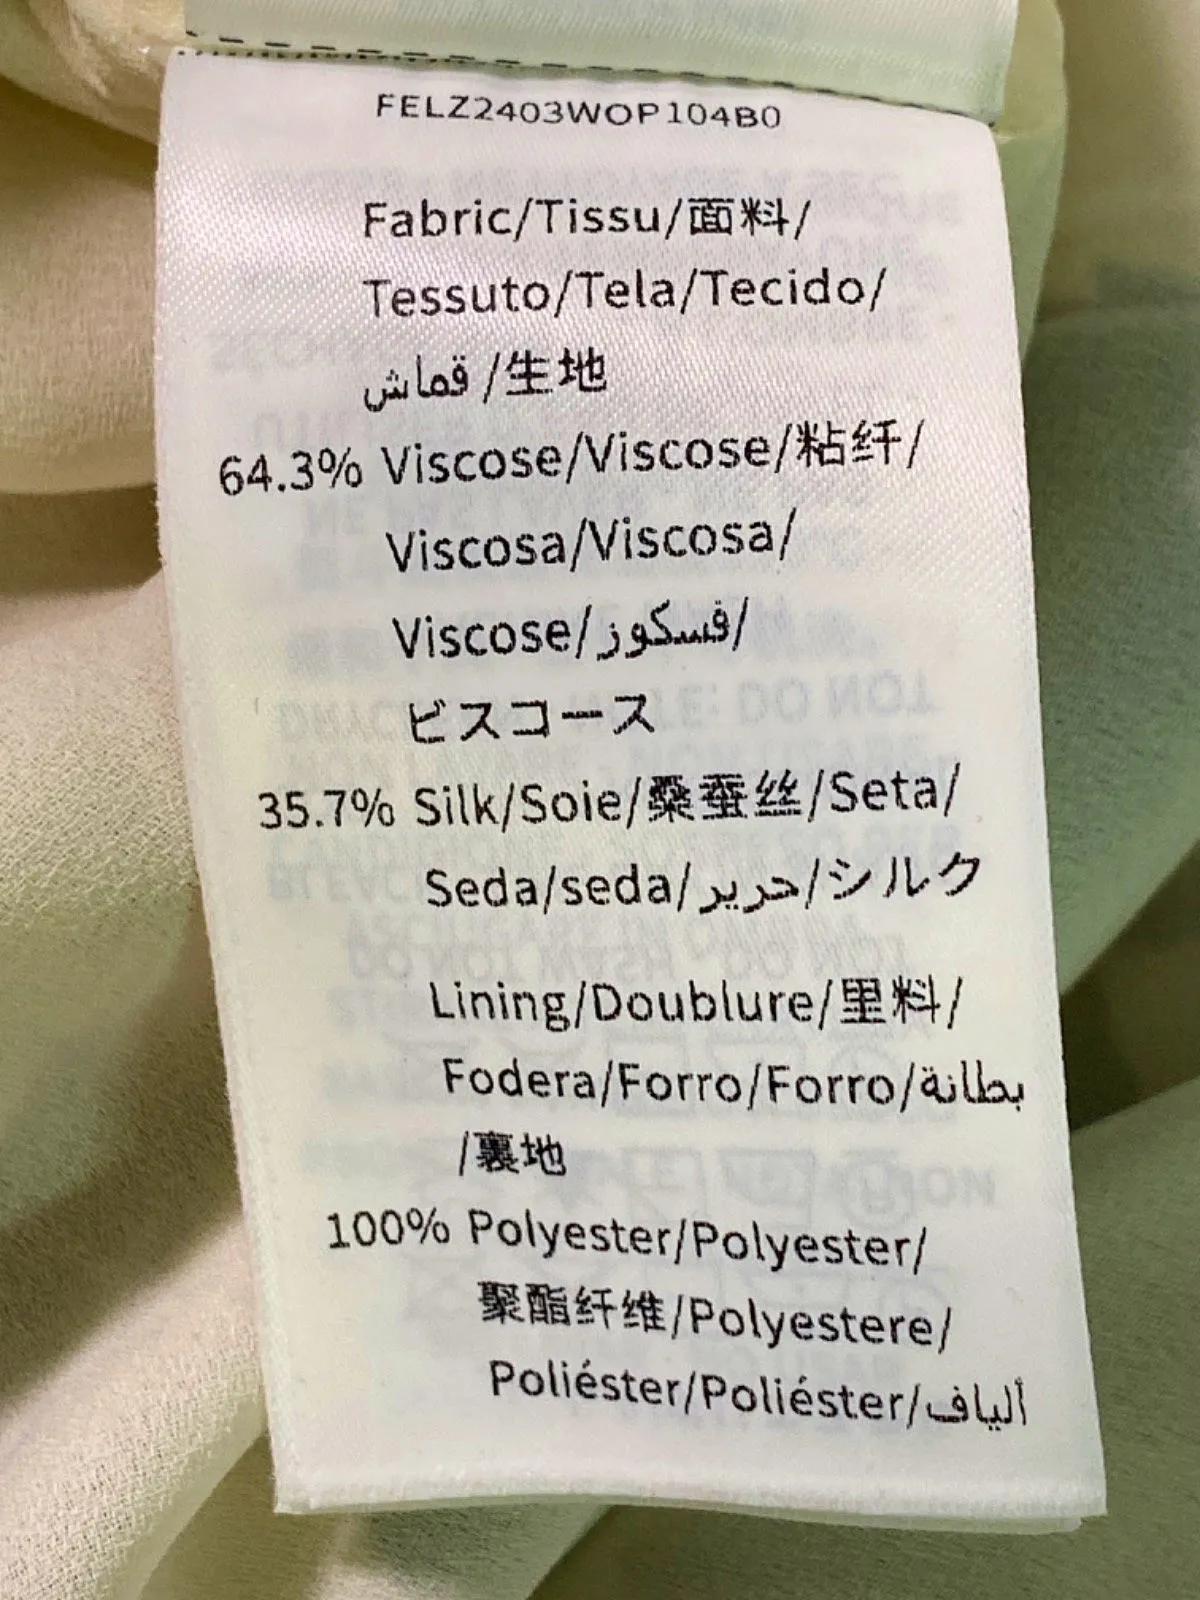 FELZ2403WOP104B0
Fabric/Tissu/面料/
Tessuto/Tela/Tecido/
قماش /生地
64.3% Viscose/Viscose/粘纤/
Viscosa/Viscosa/
Viscose/فسكوز/
ビスコース
35.7% Silk/Soie/桑蚕丝/Seta/
Seda/seda/حرير/シルク
Lining/Doublure/里料/
Fodera/Forro/Forro/بطانة
/裏地
100% Polyester/Polyester/
聚酯纤维/Polyestere/
Poliéster/Poliéster/ألياف